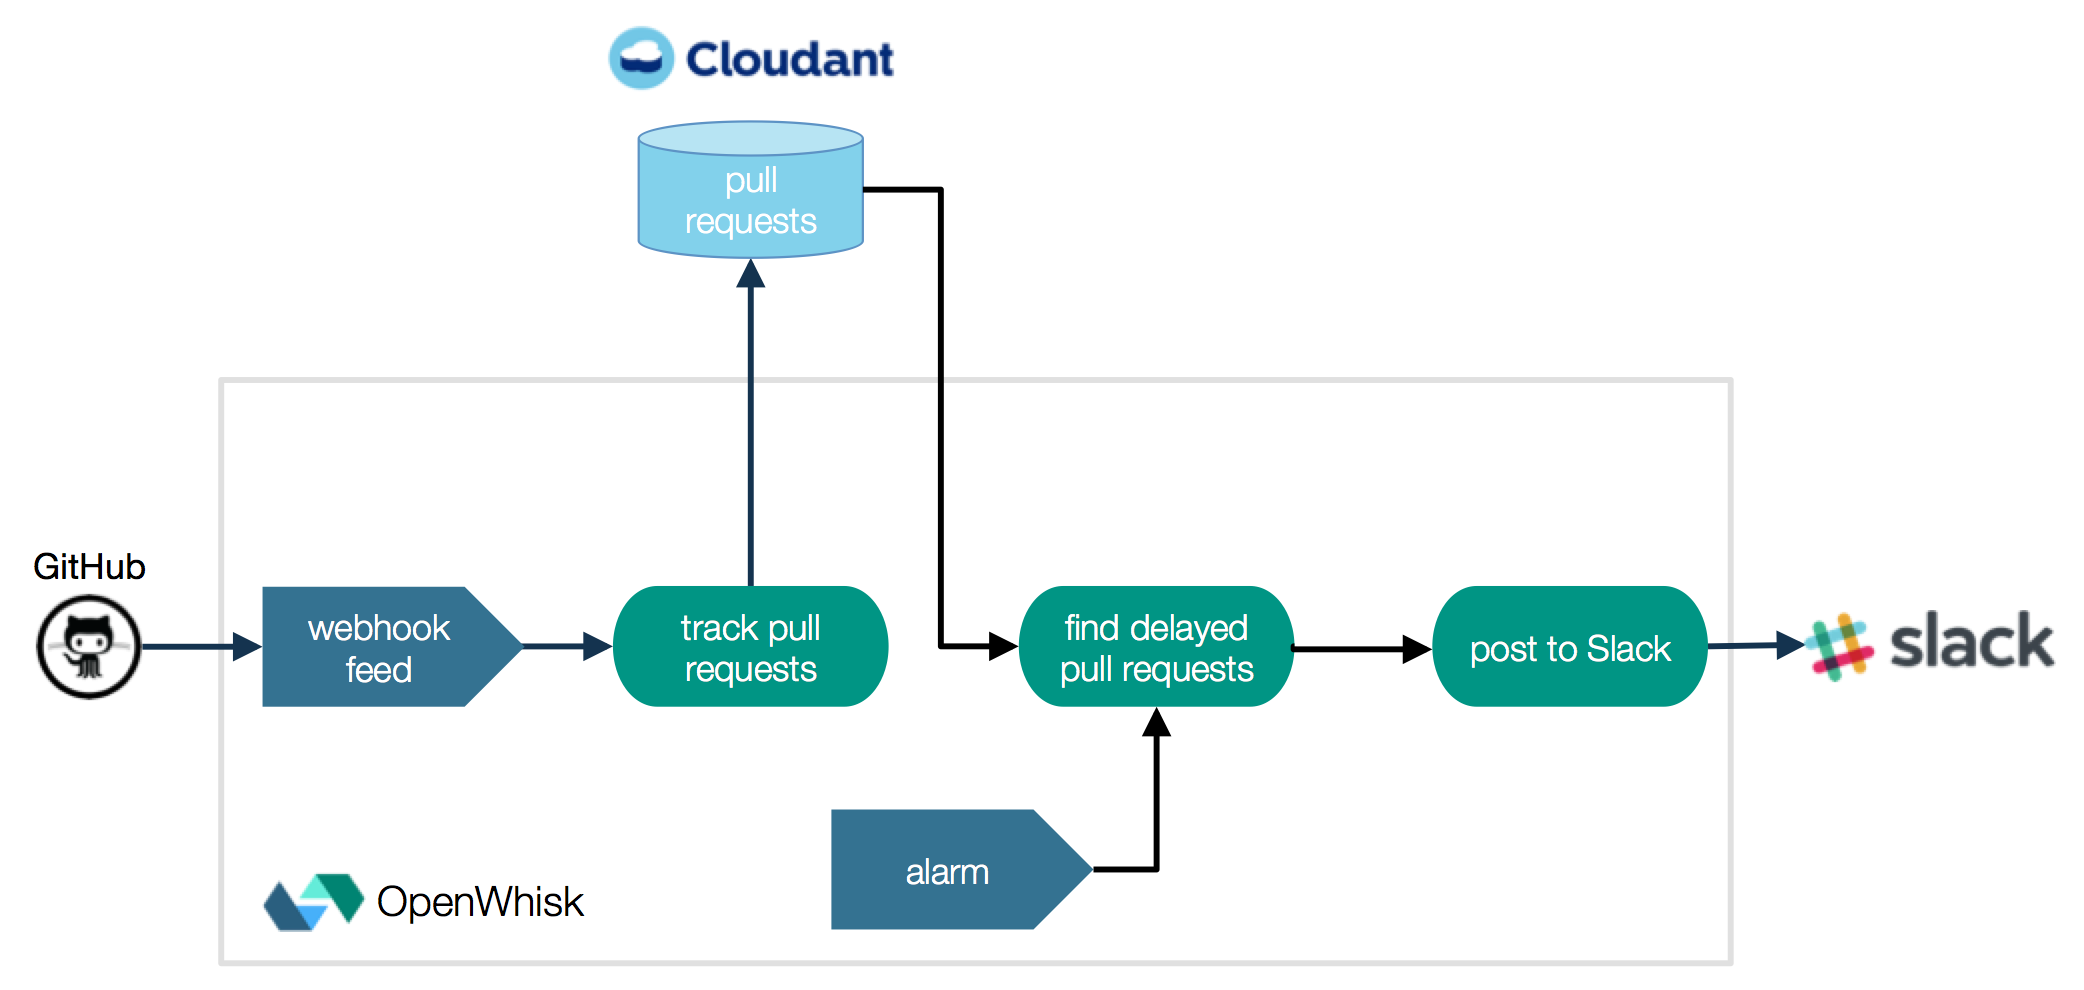 Cloudant
pull
requests
GitHub
webhook
feed
track pull
requests
find delayed
pull requests
post to Slack
slack
alarm
OpenWhisk